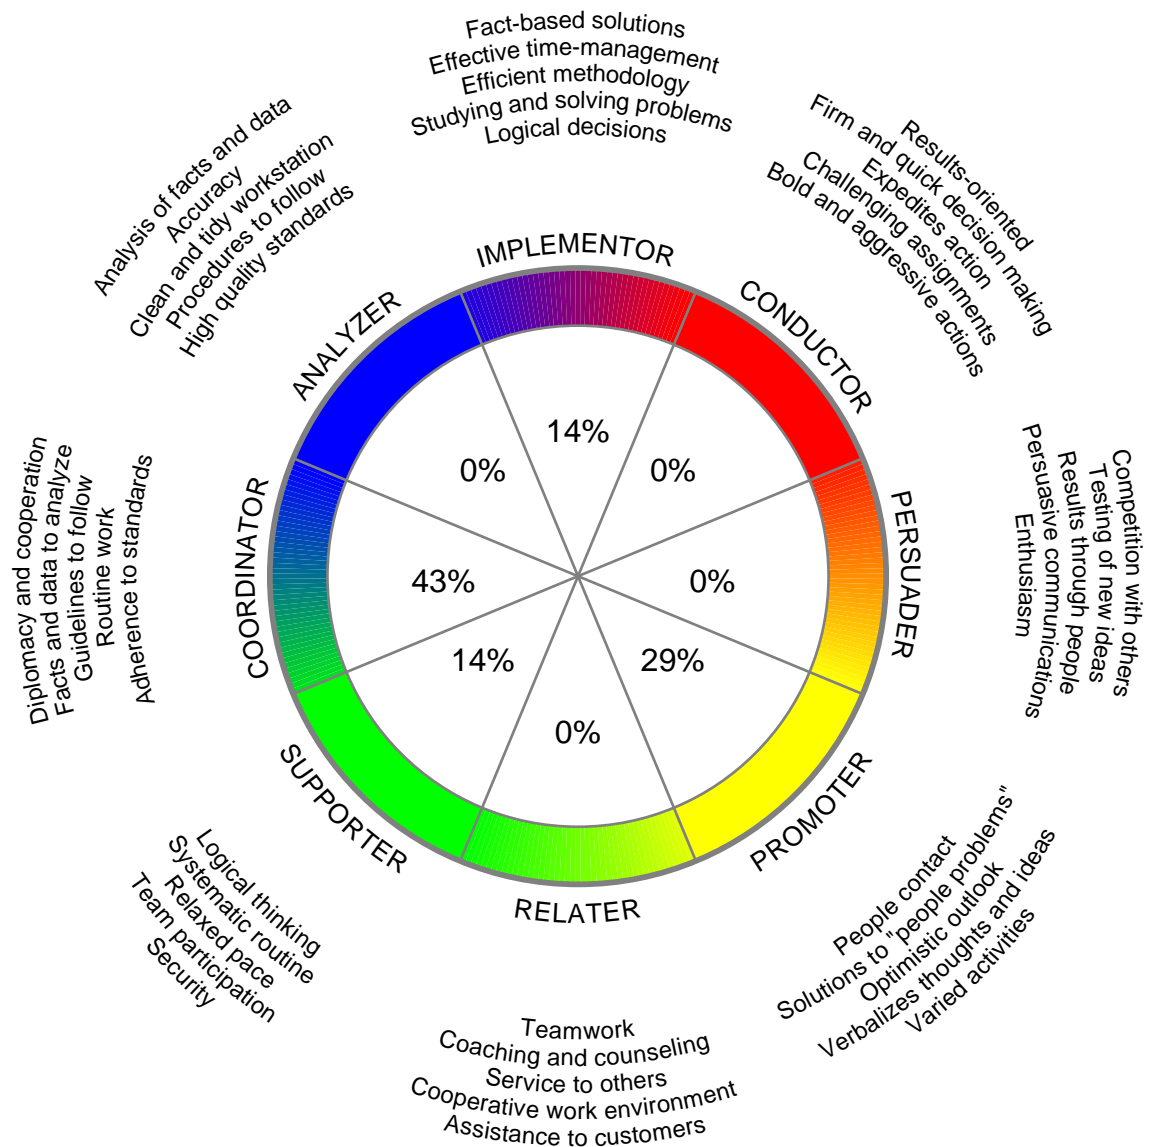 Fact-based solutions
Effective time-management
Efficient methodology
Studying and solving problems
Logical decisions
IMPLEMENTOR
14%
Results-oriented
Firm and quick decision making
Expedites action
Challenging assignments
Bold and aggressive actions
CONDUCTOR
0%
Competition with others
Testing of new ideas
Results through people
Persuasive communications
Enthusiasm
PERSUADER
0%
People contact
Solutions to "people problems"
Optimistic outlook
Verbalizes thoughts and ideas
Varied activities
PROMOTER
29%
RELATER
0%
Teamwork
Coaching and counseling
Service to others
Cooperative work environment
Assistance to customers
SUPPORTER
14%
Logical thinking
Systematic routine
Relaxed pace
Team participation
Security
COORDINATOR
43%
Diplomacy and cooperation
Facts and data to analyze
Guidelines to follow
Routine work
Adherence to standards
ANALYZER
0%
Analysis of facts and data
Accuracy
Clean and tidy workstation
Procedures to follow
High quality standards